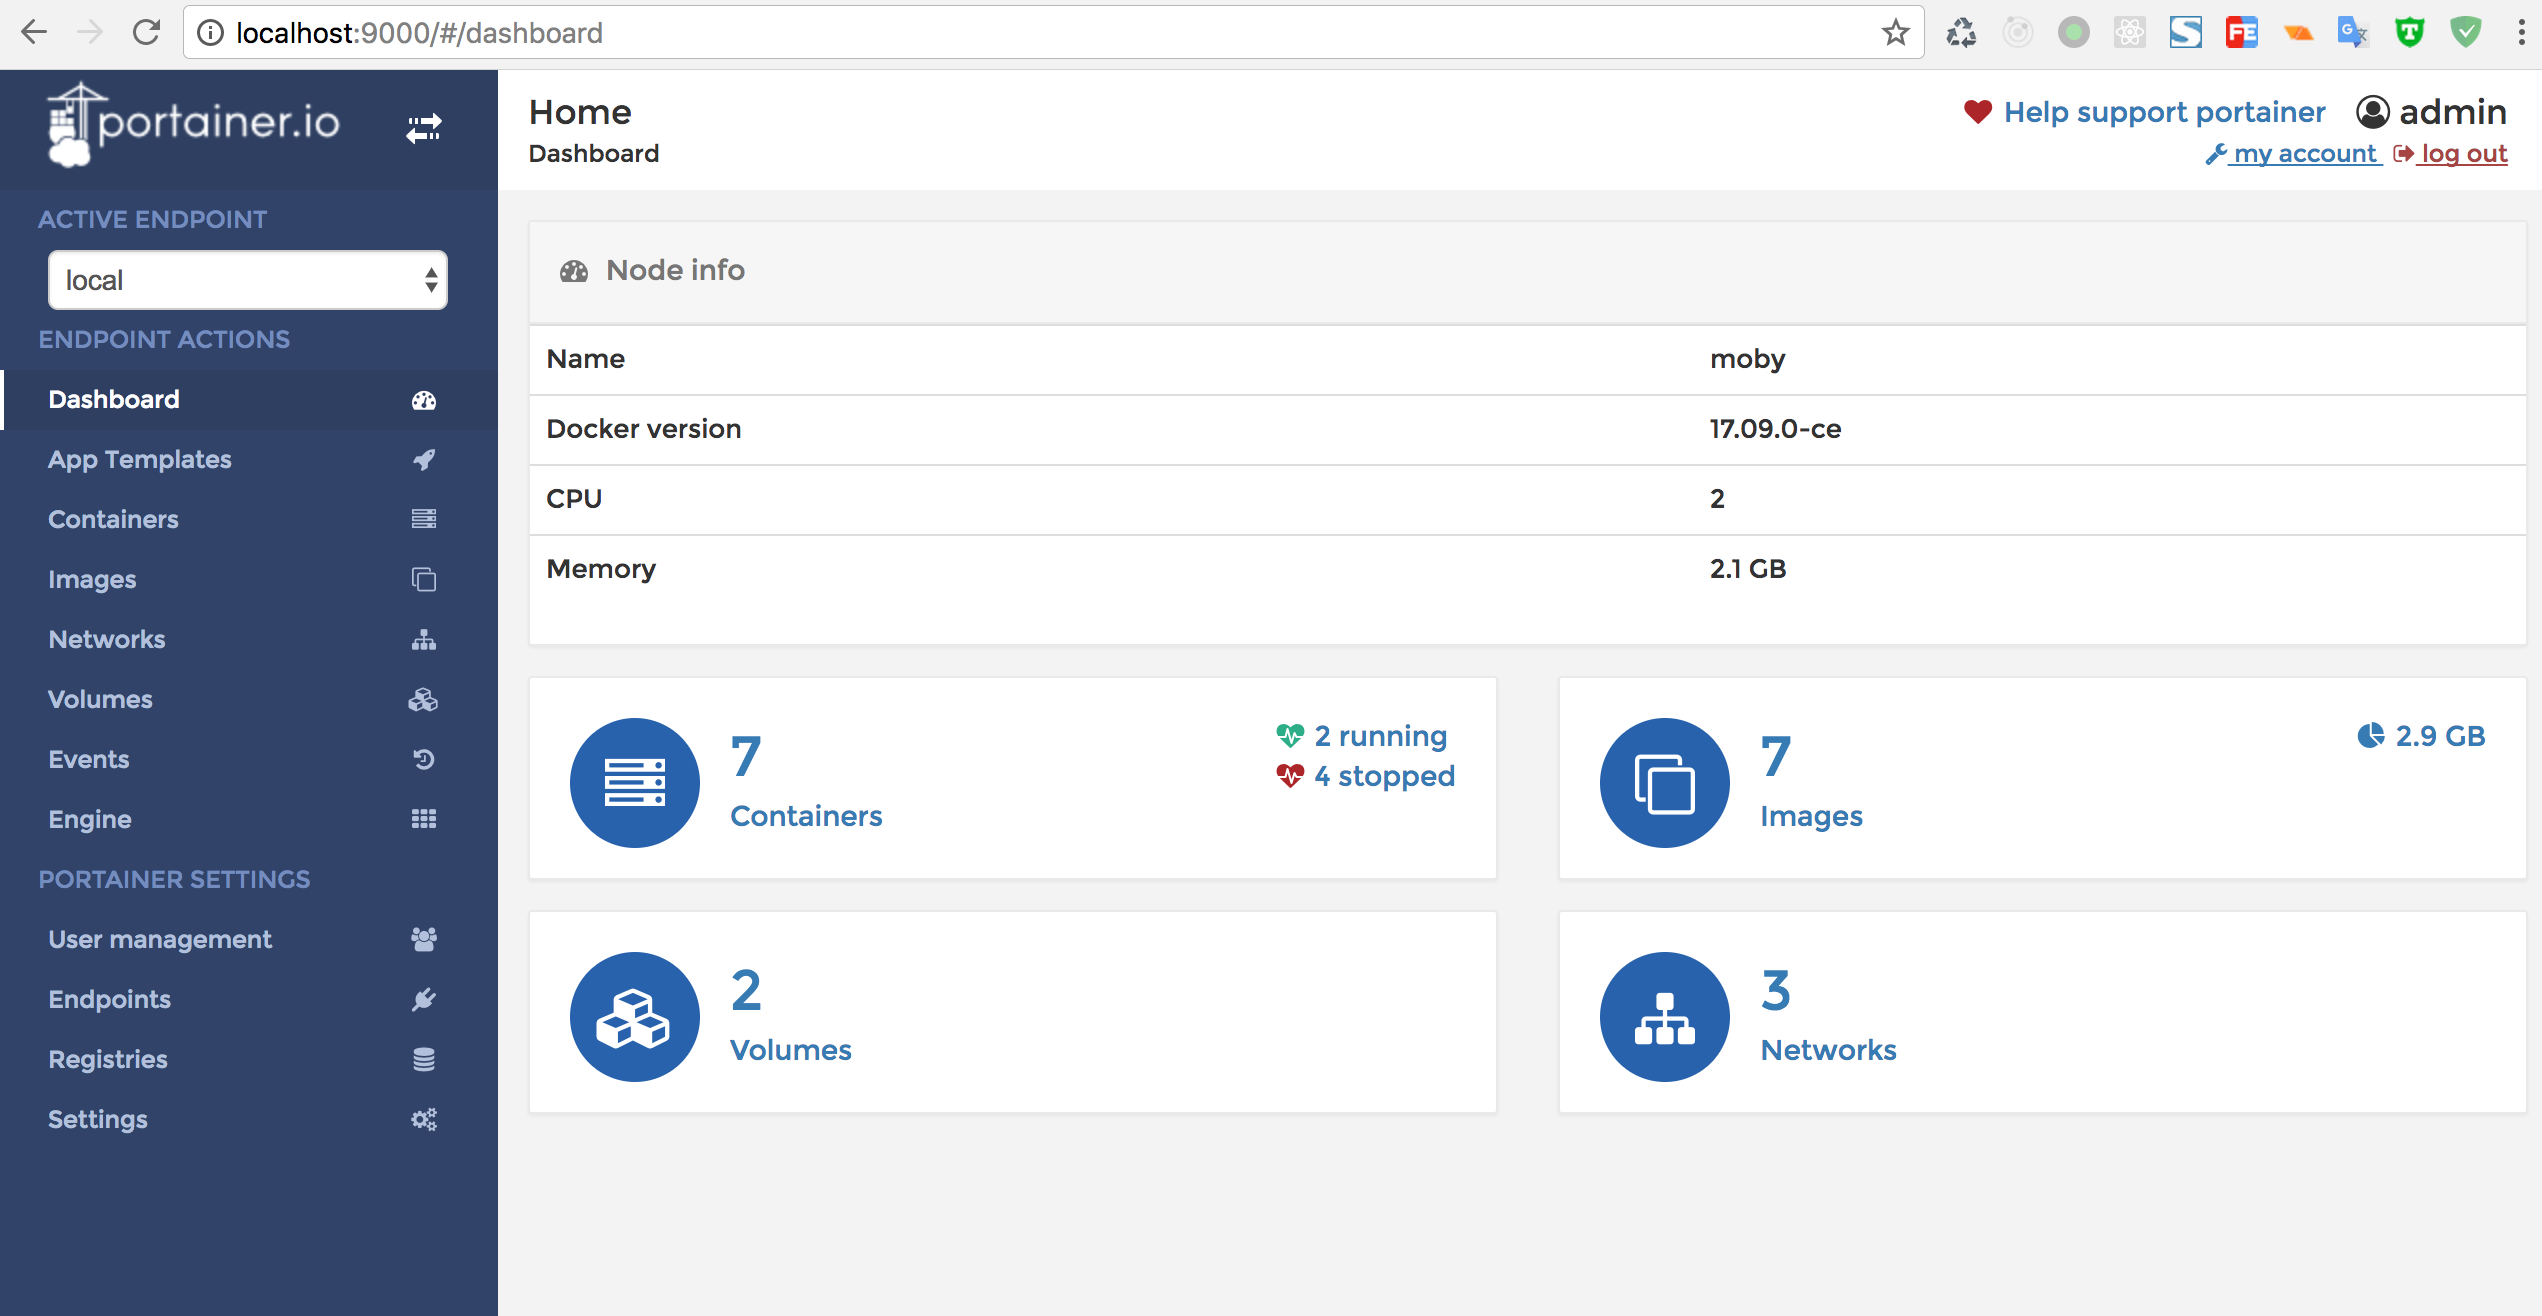 localhost:9000/#/dashboard
portainer.io
ACTIVE ENDPOINT
local
ENDPOINT ACTIONS
Dashboard
App Templates
Containers
Images
Networks
Volumes
Events
Engine
PORTAINER SETTINGS
User management
Endpoints
Registries
Settings
Home
Dashboard
Help support portainer
admin
my account
log out
Node info
Name moby
Docker version 17.09.0-ce
CPU 2
Memory 2.1 GB
7
Containers
2 running
4 stopped
7
Images
2.9 GB
2
Volumes
3
Networks